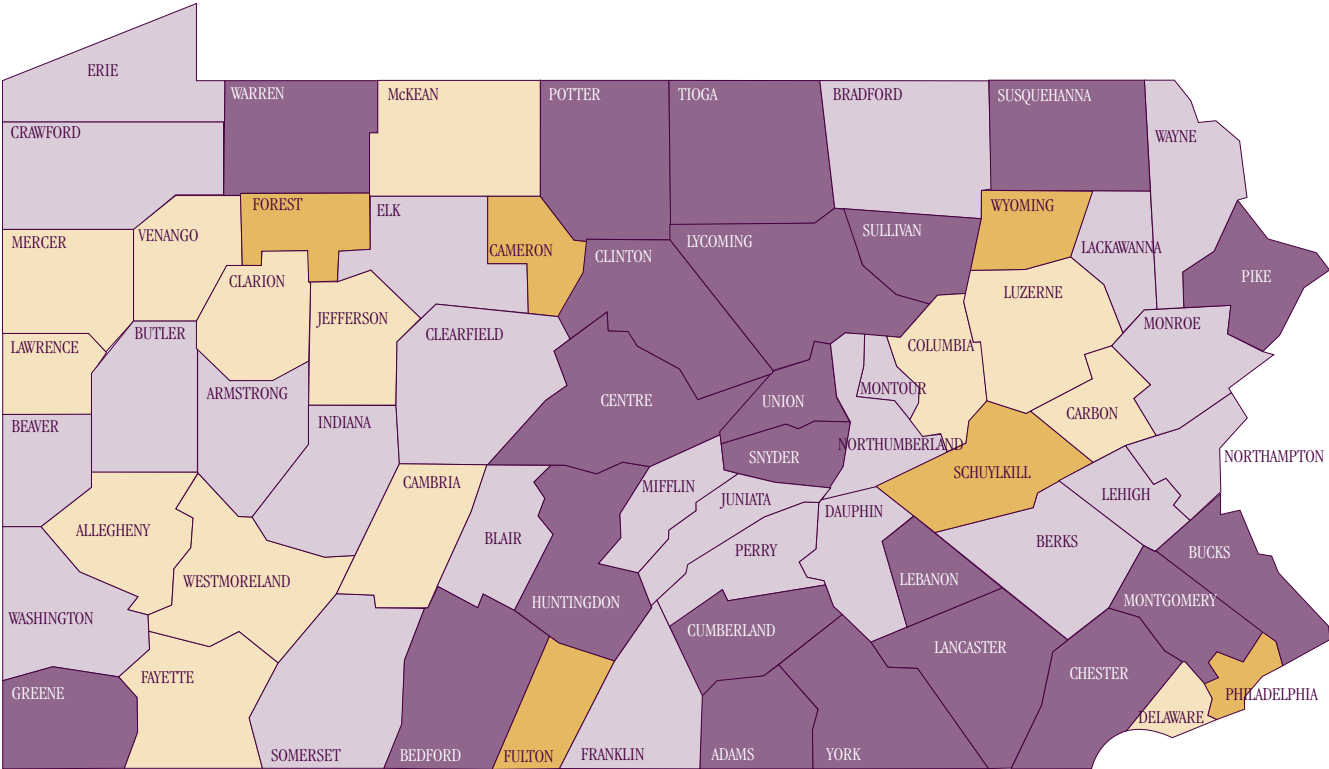 ERIE
WARREN
McKEAN
POTTER
TIOGA
BRADFORD
SUSQUEHANNA
CRAWFORD
WAYNE
FOREST
ELK
WYOMING
MERCER
VENANGO
CAMERON
CLINTON
LYCOMING
SULLIVAN
LACKAWANNA
CLARION
LUZERNE
PIKE
JEFFERSON
MONROE
LAWRENCE
BUTLER
CLEARFIELD
COLUMBIA
ARMSTRONG
CENTRE
UNION
MONTOUR
CARBON
BEAVER
INDIANA
NORTHUMBERLAND
SNYDER
NORTHAMPTON
SCHUYLKILL
CAMBRIA
MIFFLIN
JUNIATA
LEHIGH
DAUPHIN
ALLEGHENY
BLAIR
PERRY
BERKS
BUCKS
WESTMORELAND
LEBANON
HUNTINGDON
MONTGOMERY
WASHINGTON
CUMBERLAND
LANCASTER
FAYETTE
CHESTER
GREENE
PHILADELPHIA
DELAWARE
SOMERSET
BEDFORD
FULTON
FRANKLIN
ADAMS
YORK